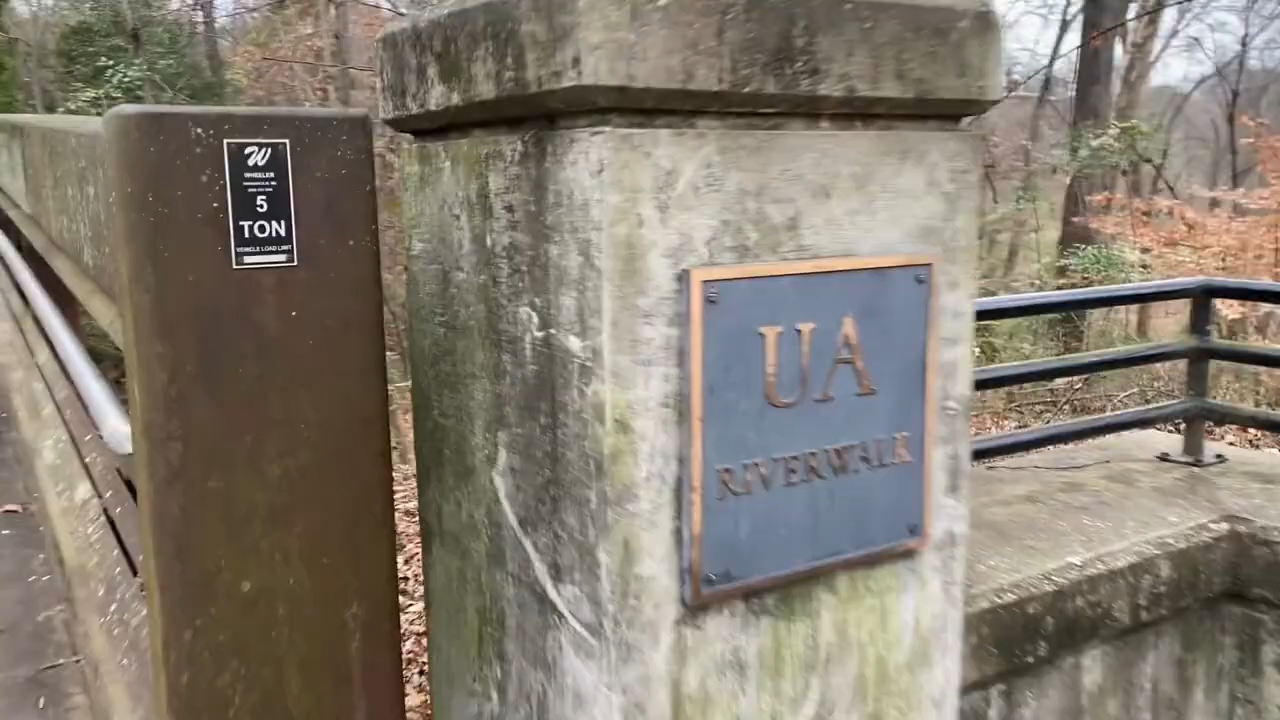 W
WHEELER
5
TON
VEHICLE LOAD LIMIT
UA
RIVERWALK